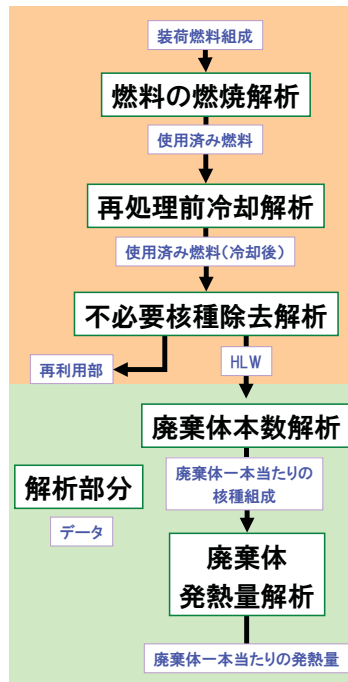 装荷燃料組成
燃料の燃焼解析
使用済み燃料
再処理前冷却解析
使用済み燃料(冷却後)
不必要核種除去解析
再利用部
HLW
廃棄体本数解析
解析部分
データ
廃棄体一本当たりの
核種組成
廃棄体
発熱量解析
廃棄体一本当たりの発熱量